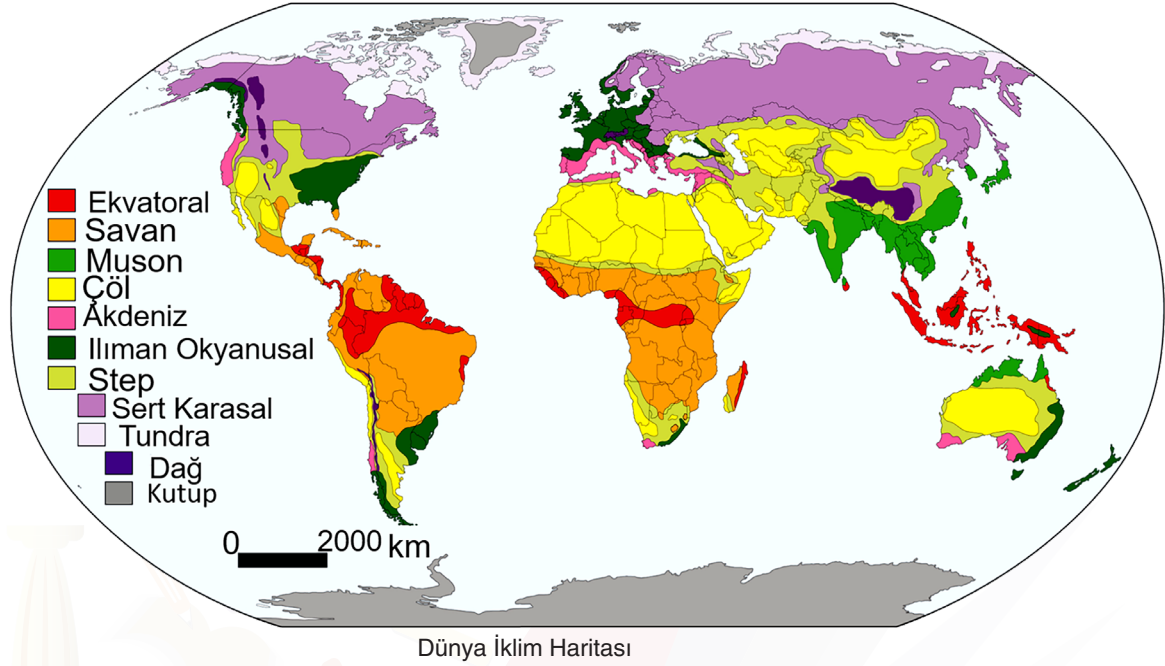 Ekvatoral
Savan
Muson
Çöl
Akdeniz
Ilıman Okyanusal
Step
Sert Karasal
Tundra
Dağ
Kutup
0 2000 km
Dünya İklim Haritası